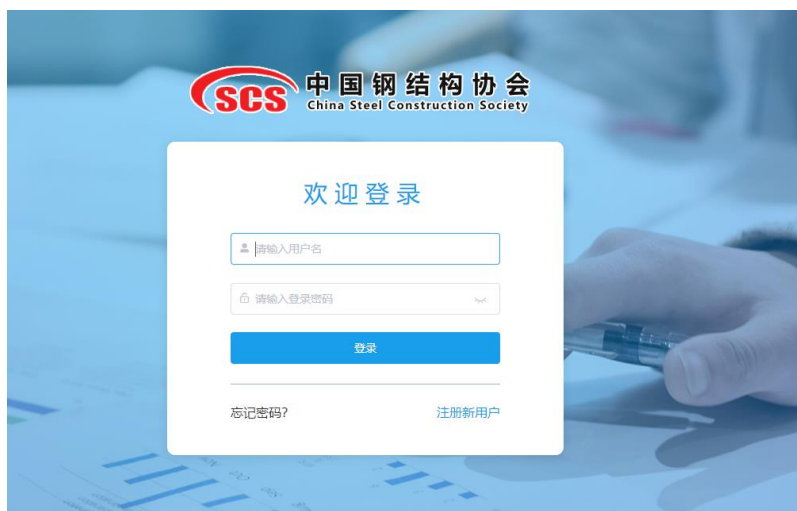 SCS
中国钢结构协会
China Steel Construction Society
欢迎登录
请输入用户名
请输入登录密码
登录
忘记密码?
注册新用户